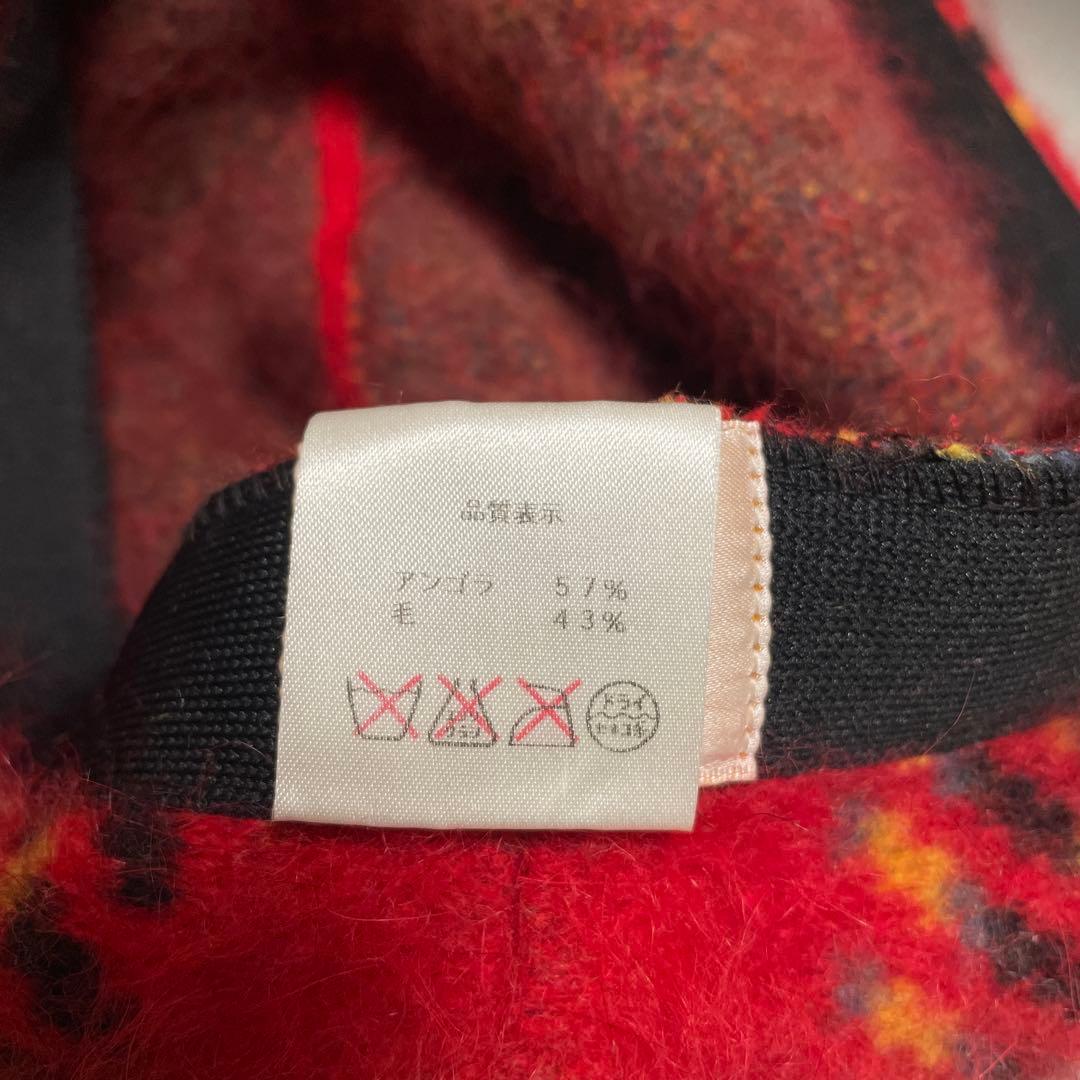 品質表示
アンゴラ 57%
毛 43%
ドライ